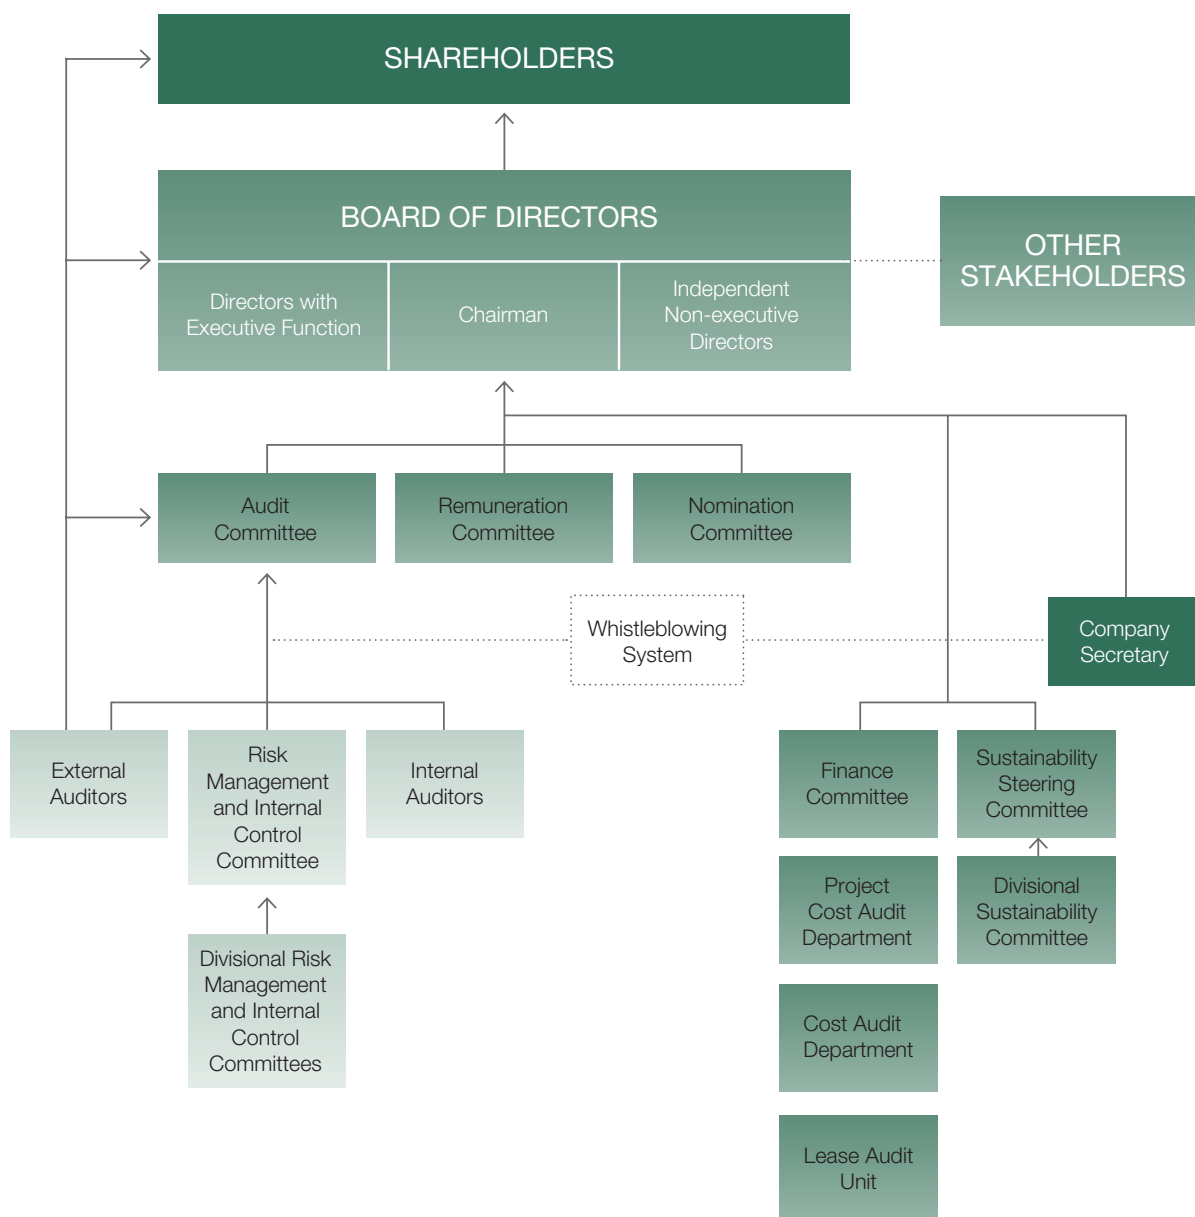 SHAREHOLDERS
BOARD OF DIRECTORS
Directors with
Executive Function
Chairman
Independent
Non-executive
Directors
OTHER
STAKEHOLDERS
Audit
Committee
Remuneration
Committee
Nomination
Committee
Whistleblowing
System
Company
Secretary
External
Auditors
Risk
Management
and Internal
Control
Committee
Internal
Auditors
Finance
Committee
Sustainability
Steering
Committee
Divisional Risk
Management
and Internal
Control
Committees
Project
Cost Audit
Department
Divisional
Sustainability
Committee
Cost Audit
Department
Lease Audit
Unit